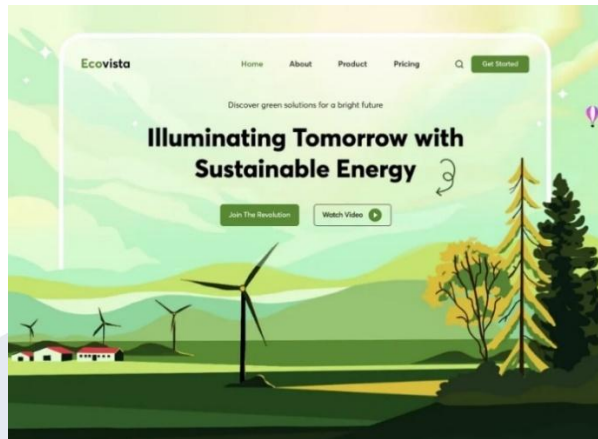 Ecovista
Home About Product Pricing Get Started
Discover green solutions for a bright future
Illuminating Tomorrow with
Sustainable Energy
Join The Revolution Watch Video